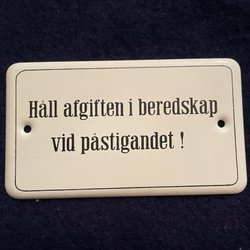 Håll afgiften i beredskap
vid påstigandet !